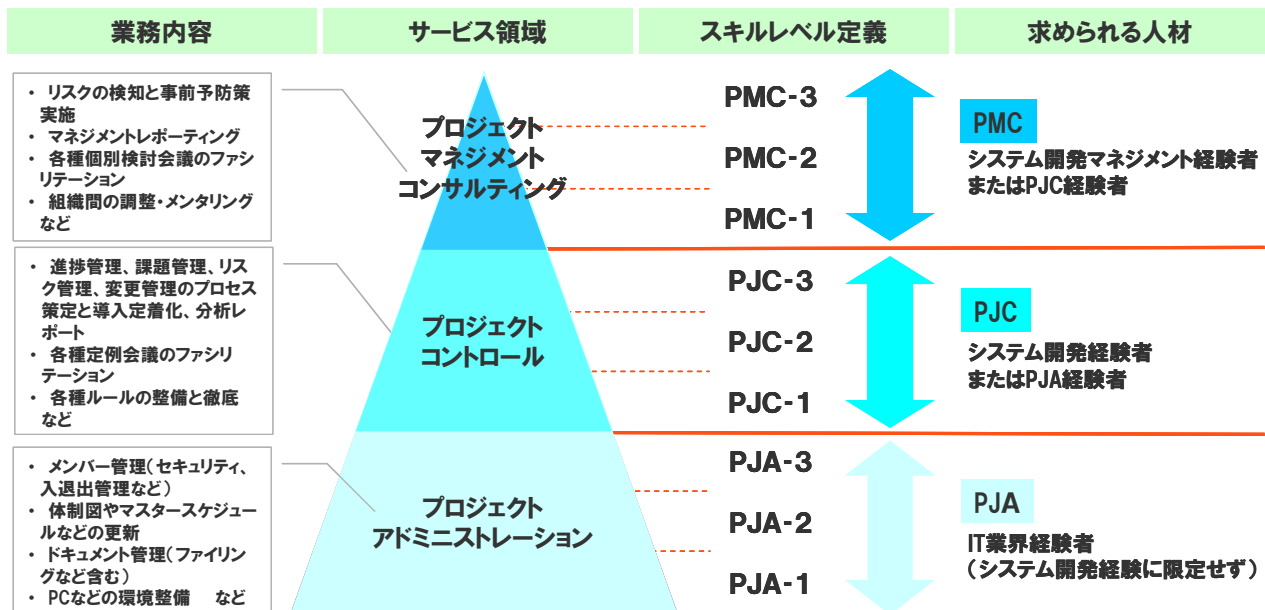 業務内容
サービス領域
スキルレベル定義
求められる人材
・ リスクの検知と事前予防策
実施
・ マネジメントレポーティング
・ 各種個別検討会議のファシ
リテーション
・ 組織間の調整・メンタリング
など
プロジェクト
マネジメント
コンサルティング
PMC-3
PMC-2
PMC-1
PMC
システム開発マネジメント経験者
またはPJC経験者
・ 進捗管理、課題管理、リス
ク管理、変更管理のプロセス
策定と導入定着化、分析レ
ポート
・ 各種定例会議のファシリ
テーション
・ 各種ルールの整備と徹底
など
プロジェクト
コントロール
PJC-3
PJC-2
PJC-1
PJC
システム開発経験者
またはPJA経験者
・ メンバー管理（セキュリティ、
入退出管理など）
・ 体制図やマスタースケジュー
ルなどの更新
・ ドキュメント管理（ファイリン
グなど含む）
・ PCなどの環境整備 など
プロジェクト
アドミニストレーション
PJA-3
PJA-2
PJA-1
PJA
IT業界経験者
（システム開発経験に限定せず）